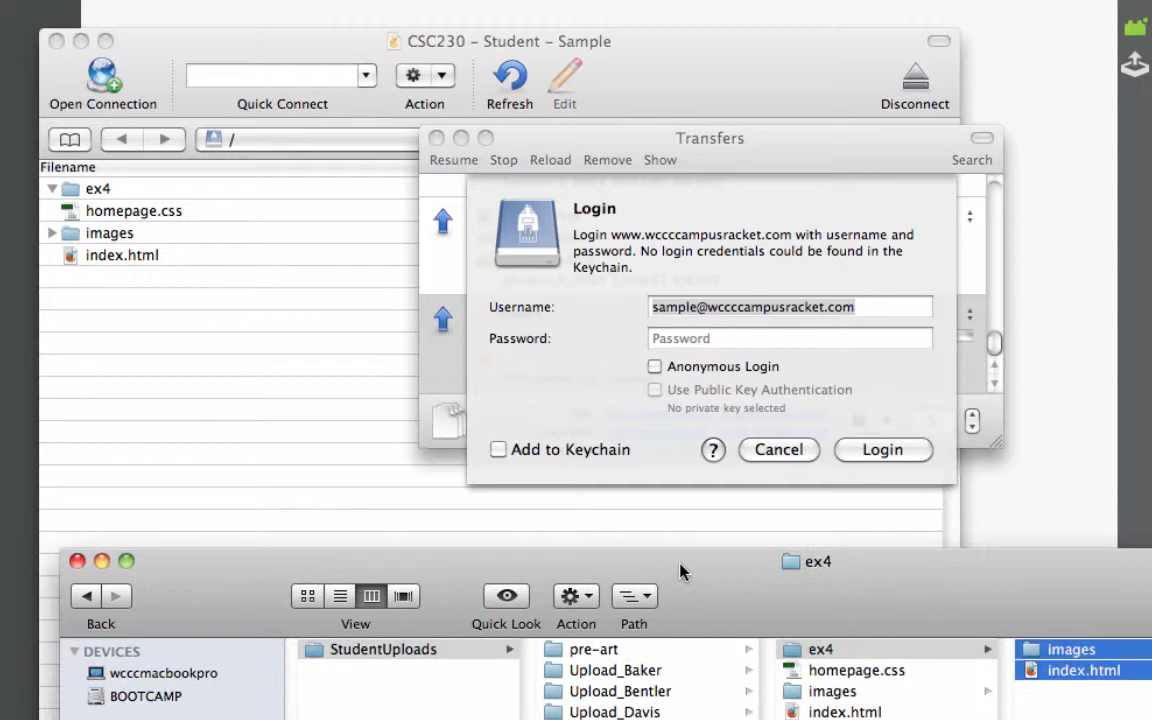 CSC230 – Student – Sample
Open Connection
Quick Connect
Action
Refresh
Edit
Disconnect
/
Filename
ex4
homepage.css
images
index.html
Transfers
Resume
Stop
Reload
Remove
Show
Search
Login
Login www.wccccampusracket.com with username and
password. No login credentials could be found in the
Keychain.
Username:
sample@wccccampusracket.com
Password:
Password
Anonymous Login
Use Public Key Authentication
No private key selected
Add to Keychain
?
Cancel
Login
ex4
Back
View
Quick Look
Action
Path
DEVICES
wcccmacbookpro
BOOTCAMP
StudentUploads
pre-art
Upload_Baker
Upload_Bentler
Upload_Davis
ex4
homepage.css
images
index.html
images
index.html